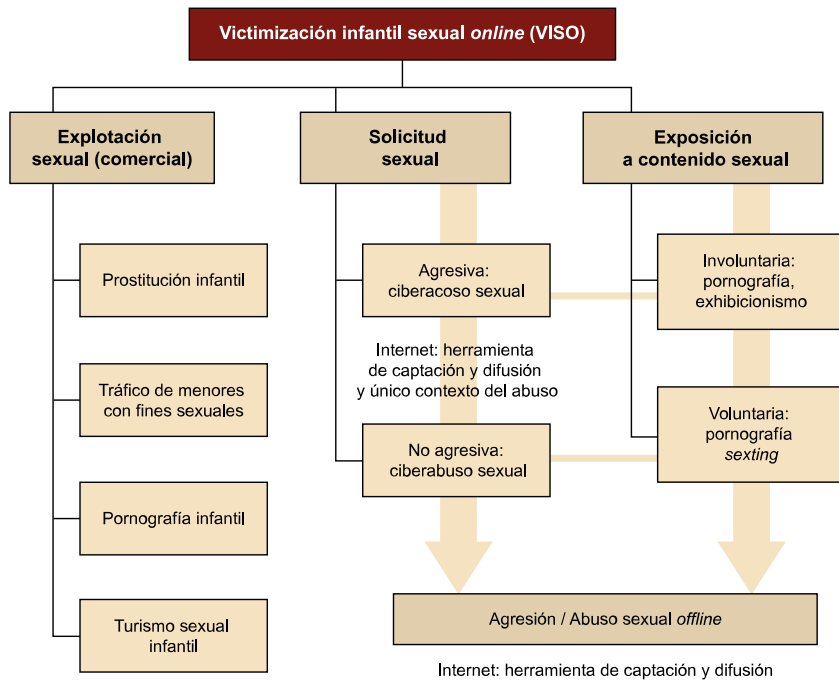 Victimización infantil sexual online (VISO)
Explotación
sexual (comercial)
Prostitución infantil
Tráfico de menores
con fines sexuales
Pornografía infantil
Turismo sexual
infantil
Solicitud
sexual
Agresiva:
ciberacoso sexual
Internet: herramienta
de captación y difusión
y único contexto del abuso
No agresiva:
ciberabuso sexual
Exposición
a contenido sexual
Involuntaria:
pornografía,
exhibicionismo
Voluntaria:
pornografía
sexting
Agresión / Abuso sexual offline
Internet: herramienta de captación y difusión